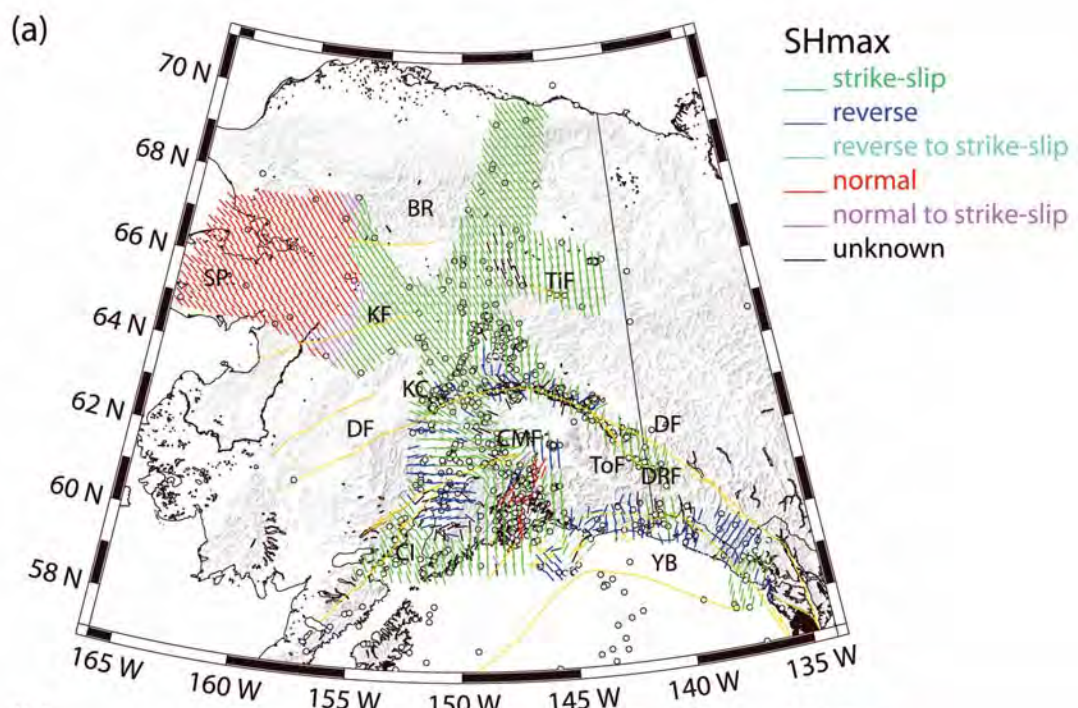 (a)
SHmax
strike-slip
reverse
reverse to strike-slip
normal
normal to strike-slip
unknown
70 N
68 N
66 N
64 N
62 N
60 N
58 N
BR
SP
TiF
KF
KC
DF
CMF
DF
ToF
DRF
CI
YB
165 W
160 W
155 W
150 W
145 W
140 W
135 W